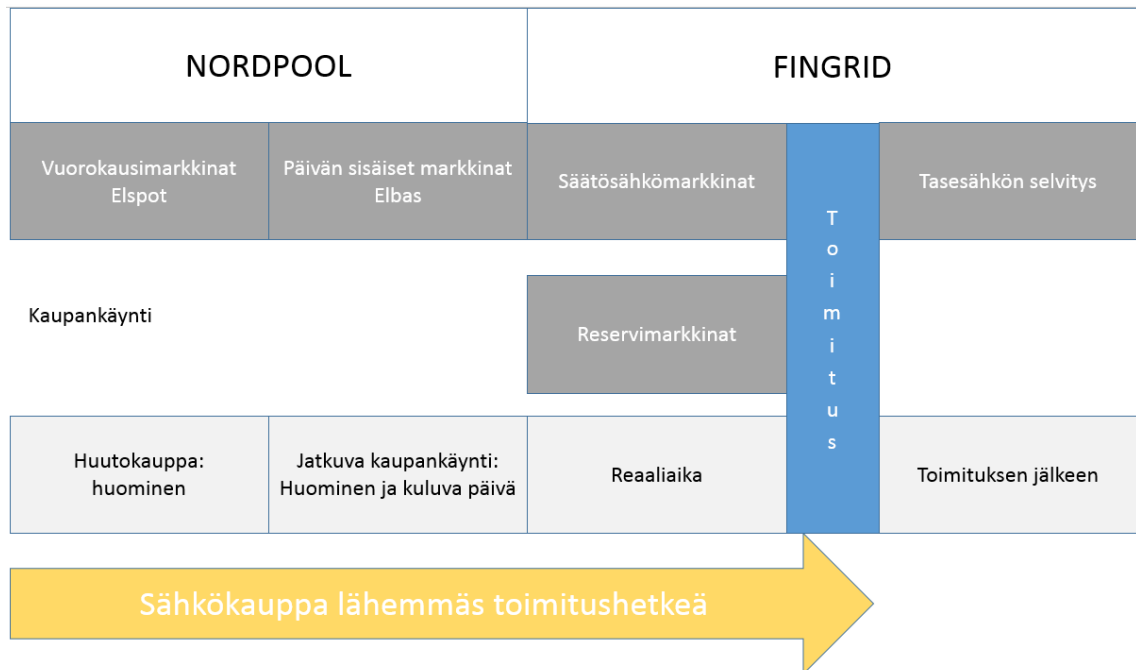 NORDPOOL
FINGRID
Vuorokausimarkkinat
Elspot
Päivän sisäiset markkinat
Elbas
Säätösähkömarkkinat
Toimitus
Tasesähkön selvitys
Kaupankäynti
Reservimarkkinat
Huutokauppa:
huominen
Jatkuva kaupankäynti:
Huominen ja kuluva päivä
Reaaliaika
Toimituksen jälkeen
Sähkökauppa lähemmäs toimitushetkeä